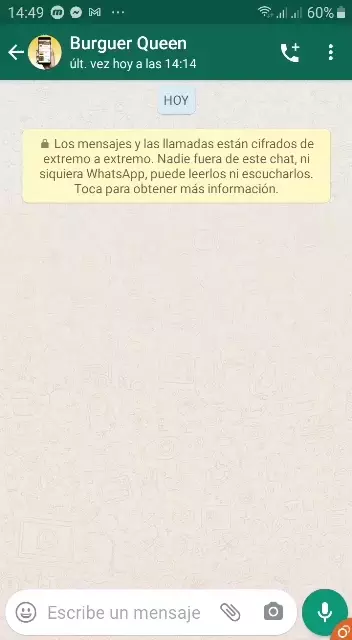 14:49 ... 60%
Burguer Queen
últ. vez hoy a las 14:14
HOY
Los mensajes y las llamadas están cifrados de
extremo a extremo. Nadie fuera de este chat, ni
siquiera WhatsApp, puede leerlos ni escucharlos.
Toca para obtener más información.
Escribe un mensaje